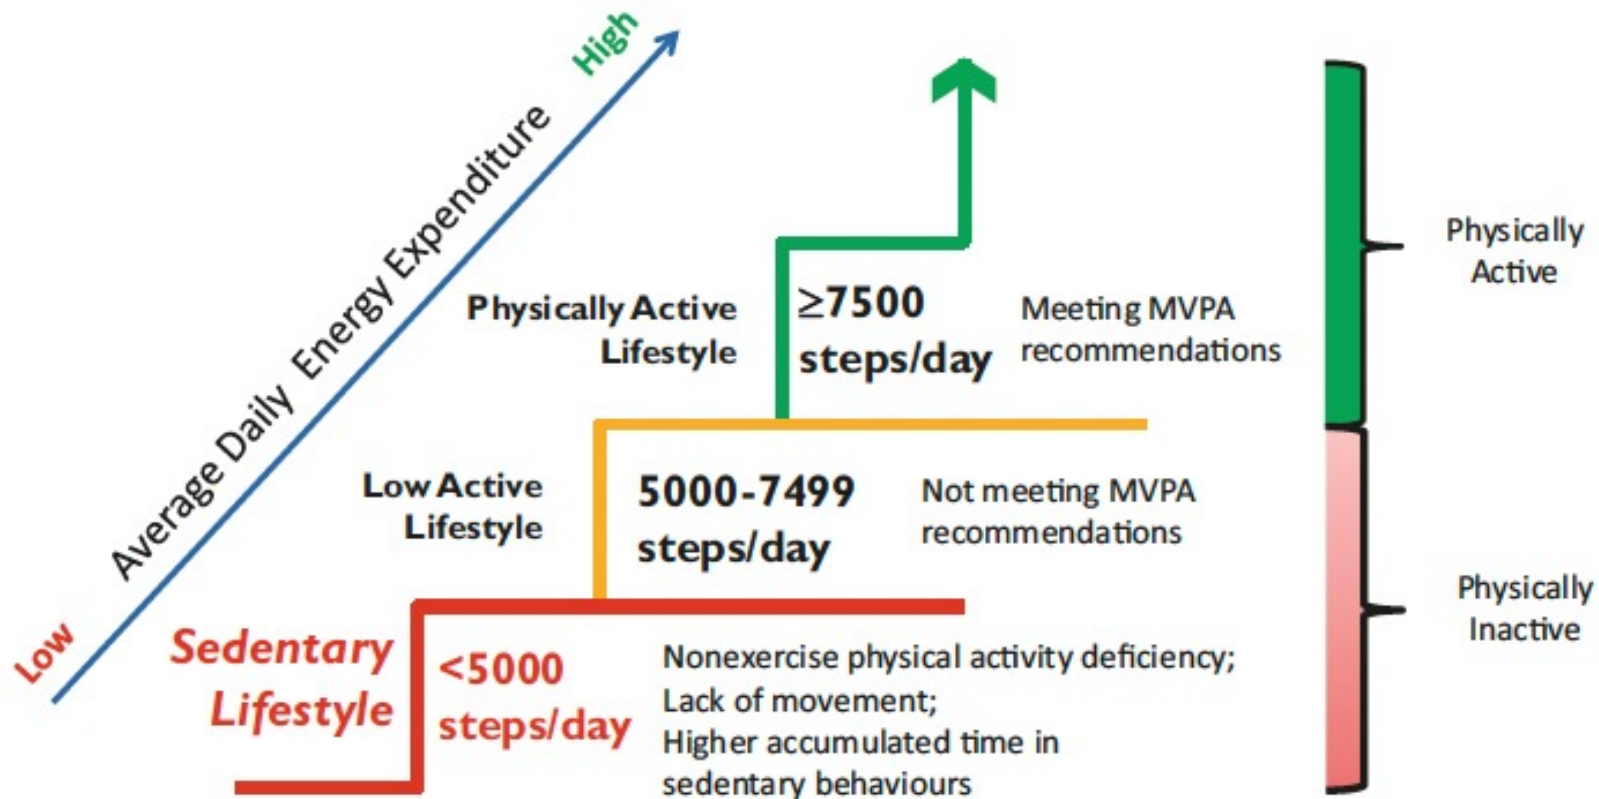 High
Average Daily Energy Expenditure
Low
Physically Active
Lifestyle
≥7500
steps/day
Meeting MVPA
recommendations
Low Active
Lifestyle
5000-7499
steps/day
Not meeting MVPA
recommendations
Sedentary
Lifestyle
<5000
steps/day
Nonexercise physical activity deficiency;
Lack of movement;
Higher accumulated time in
sedentary behaviours
Physically
Active
Physically
Inactive